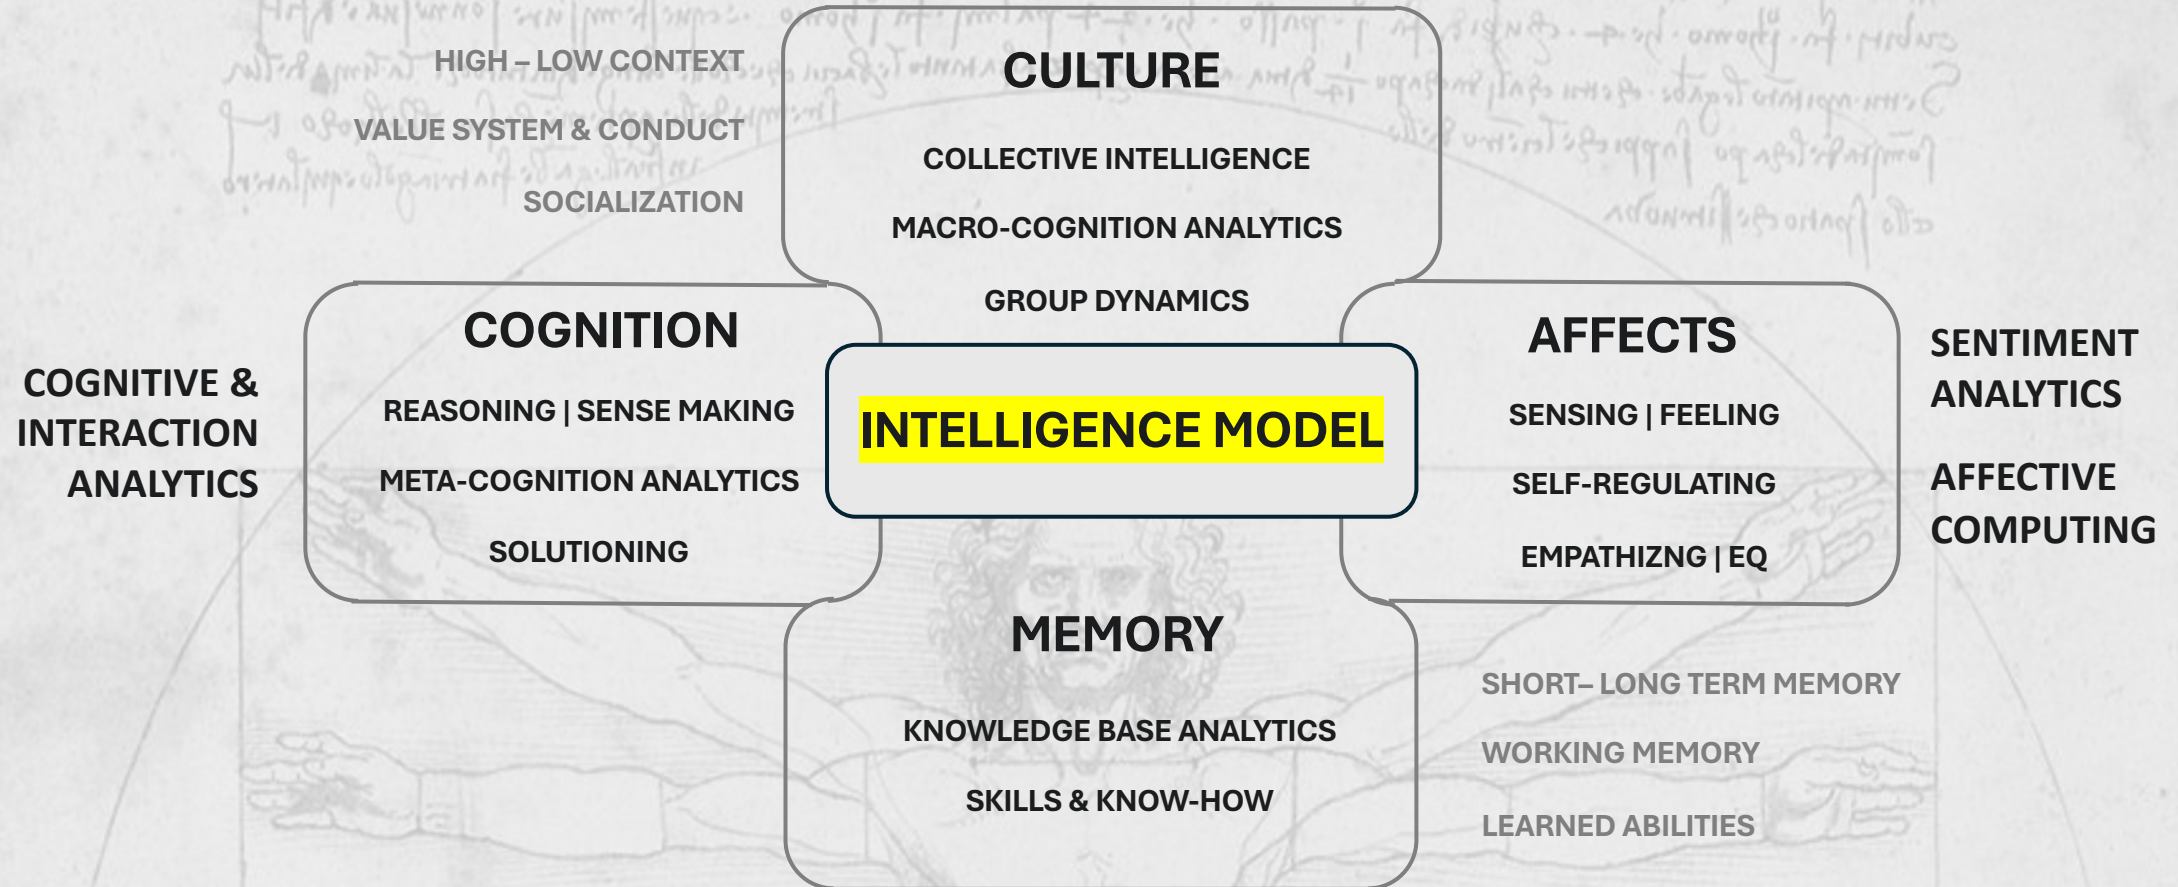 HIGH – LOW CONTEXT
VALUE SYSTEM & CONDUCT
SOCIALIZATION
CULTURE
COLLECTIVE INTELLIGENCE
MACRO-COGNITION ANALYTICS
GROUP DYNAMICS
COGNITIVE &
INTERACTION
ANALYTICS
COGNITION
REASONING | SENSE MAKING
META-COGNITION ANALYTICS
SOLUTIONING
INTELLIGENCE MODEL
AFFECTS
SENSING | FEELING
SELF-REGULATING
EMPATHIZNG | EQ
SENTIMENT
ANALYTICS
AFFECTIVE
COMPUTING
MEMORY
KNOWLEDGE BASE ANALYTICS
SKILLS & KNOW-HOW
SHORT– LONG TERM MEMORY
WORKING MEMORY
LEARNED ABILITIES